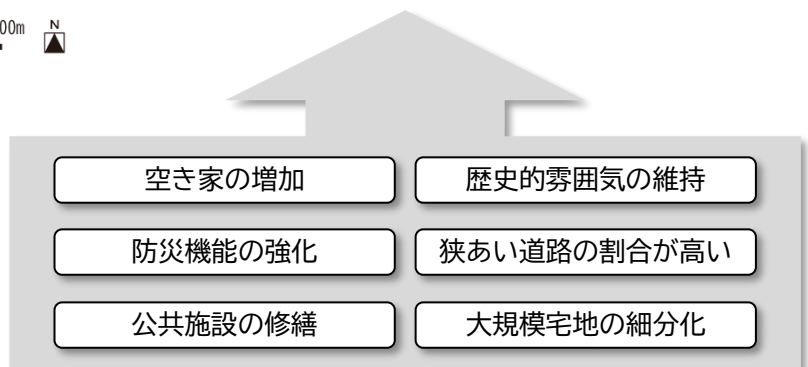 00m N
空き家の増加
歴史的雰囲気の維持
防災機能の強化
狭あい道路の割合が高い
公共施設の修繕
大規模宅地の細分化